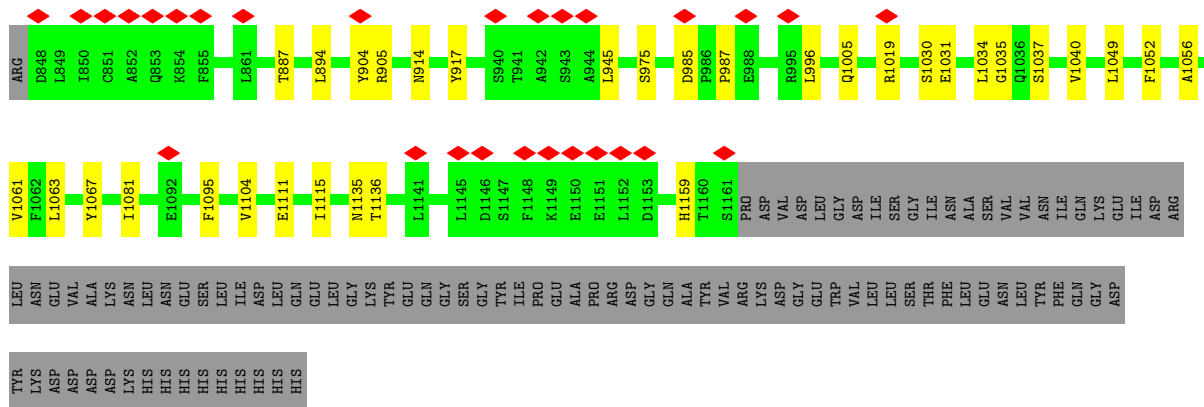 ARG D848 L849 I850 C851 A852 Q853 K854 F855 L861 T887 L894 Y904 R905 N914 Y917 S940 T941 A942 S943 A944 L945 S975 D985 P986 P987 E988 R995 L996 Q1005 R1019 S1030 E1031 L1034 G1035 Q1036 S1037 V1040 L1049 F1052 A1056
V1061 F1062 L1063 Y1067 I1081 E1092 F1095 V1104 E1111 I1115 N1135 T1136 L1141 L1145 D1146 S1147 F1148 K1149 E1150 E1151 L1152 D1153 H1159 T1160 S1161 PRO ASP VAL ASP LEU GLY ASP ILE SER GLY ILE ASN ALA SER VAL VAL ASN ILE GLN LYS GLU ILE ASP ARG
LEU ASN GLU VAL ALA LYS ASN LEU ASN GLU SER LEU ILE ASP LEU GLN GLU LEU GLY LYS TYR GLU GLN GLY SER GLY TYR ILE PRO GLU ALA PRO ARG ASP GLY GLN ALA TYR VAL ARG LYS ASP GLY GLU TRP VAL LEU LEU SER THR PHE LEU GLU ASN LEU TYR PHE GLN GLY ASP
TYR LYS ASP ASP ASP ASP LYS HIS HIS HIS HIS HIS HIS HIS HIS